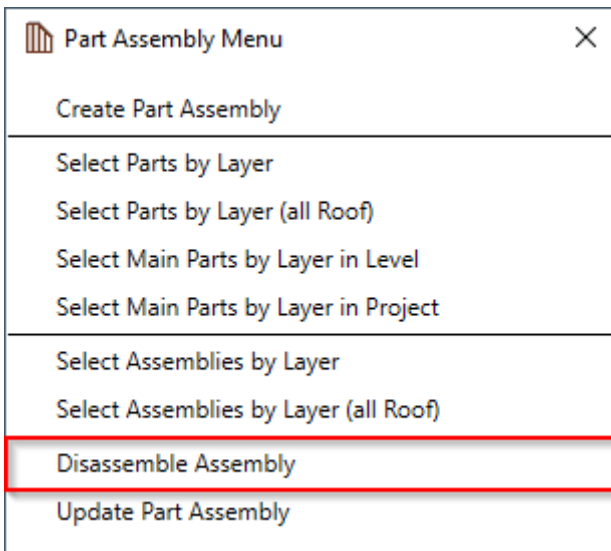 Part Assembly Menu
Create Part Assembly
Select Parts by Layer
Select Parts by Layer (all Roof)
Select Main Parts by Layer in Level
Select Main Parts by Layer in Project
Select Assemblies by Layer
Select Assemblies by Layer (all Roof)
Disassemble Assembly
Update Part Assembly